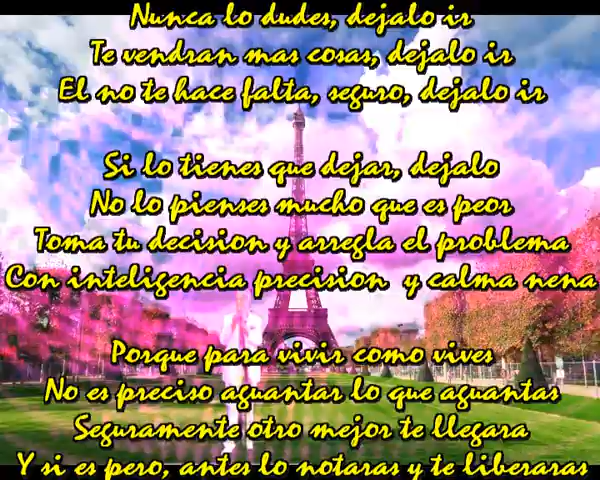 Nunca lo dudes, dejalo ir
Te vendran mas cosas, dejalo ir
El no te hace falta, seguro, dejalo ir
Si lo tienes que dejar, dejalo
No lo pienses mucho que es peor
Toma tu decision y arregla el problema
Con inteligencia precision y calma nena
Porque para vivir como vives
No es preciso aguantar lo que aguantas
Seguramente otro mejor te llegara
Y si es pero, antes lo notaras y te liberaras